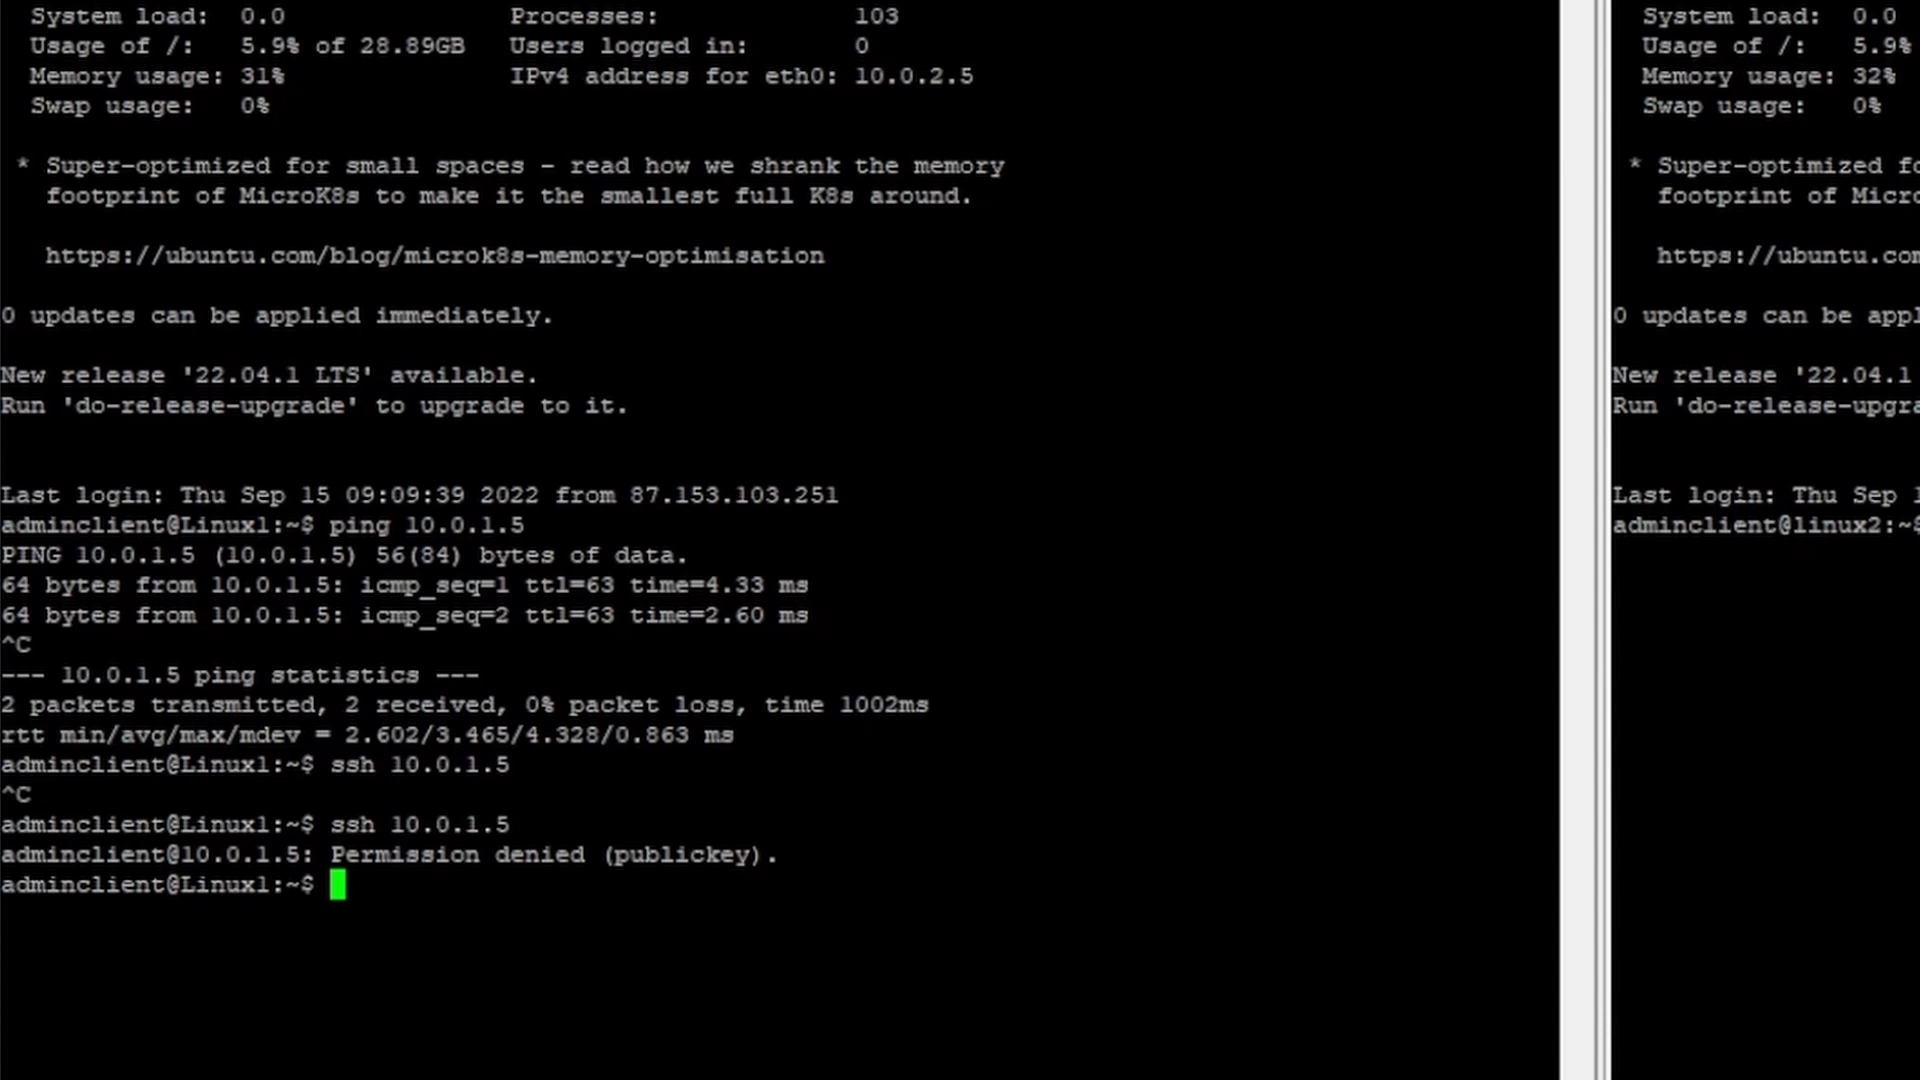 System load: 0.0 Processes: 103
Usage of /: 5.9% of 28.89GB Users logged in: 0
Memory usage: 31% IPv4 address for eth0: 10.0.2.5
Swap usage: 0%
* Super-optimized for small spaces - read how we shrank the memory
footprint of MicroK8s to make it the smallest full K8s around.
https://ubuntu.com/blog/microk8s-memory-optimisation
0 updates can be applied immediately.
New release '22.04.1 LTS' available.
Run 'do-release-upgrade' to upgrade to it.
Last login: Thu Sep 15 09:09:39 2022 from 87.153.103.251
adminclient@Linux1:~$ ping 10.0.1.5
PING 10.0.1.5 (10.0.1.5) 56(84) bytes of data.
64 bytes from 10.0.1.5: icmp_seq=1 ttl=63 time=4.33 ms
64 bytes from 10.0.1.5: icmp_seq=2 ttl=63 time=2.60 ms
^C
--- 10.0.1.5 ping statistics ---
2 packets transmitted, 2 received, 0% packet loss, time 1002ms
rtt min/avg/max/mdev = 2.602/3.465/4.328/0.863 ms
adminclient@Linux1:~$ ssh 10.0.1.5
^C
adminclient@Linux1:~$ ssh 10.0.1.5
adminclient@10.0.1.5: Permission denied (publickey).
adminclient@Linux1:~$
System load: 0.0
Usage of /: 5.9%
Memory usage: 32%
Swap usage: 0%
* Super-optimized fo
footprint of Micro
https://ubuntu.com
0 updates can be appl
New release '22.04.1
Run 'do-release-upgra
Last login: Thu Sep 1
adminclient@linux2:~$